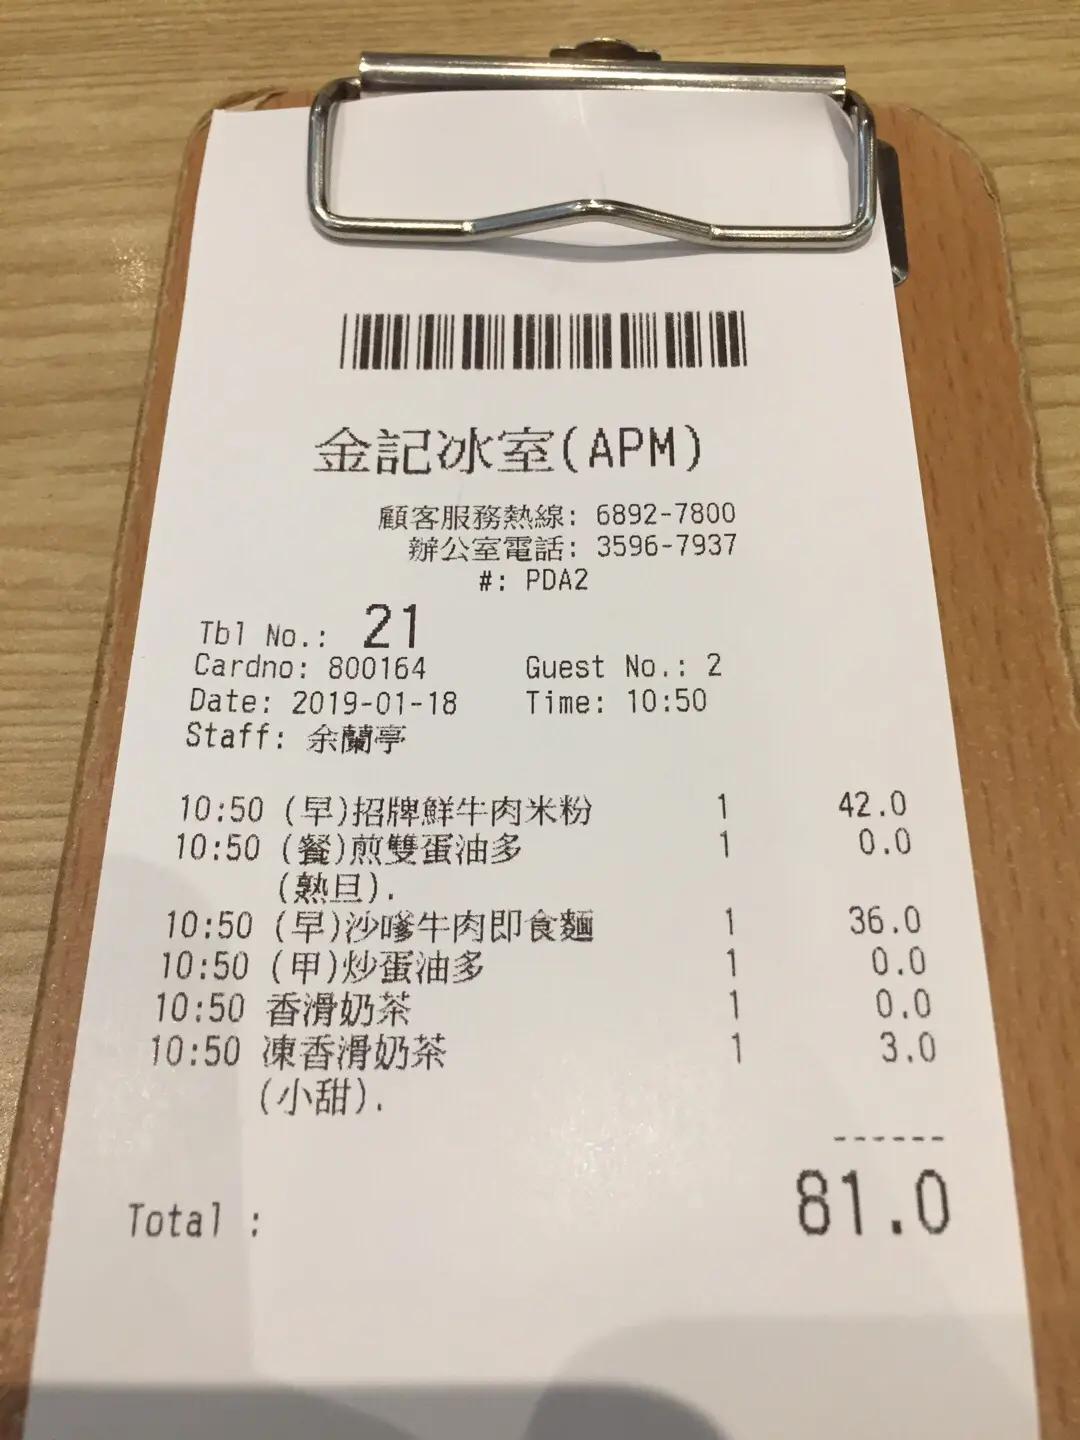 金記冰室(APM)
顧客服務熱線: 6892-7800
辦公室電話: 3596-7937
#: PDA2
Tbl No.: 21
Cardno: 800164 Guest No.: 2
Date: 2019-01-18 Time: 10:50
Staff: 余蘭亭
10:50 (早)招牌鮮牛肉米粉 1 42.0
10:50 (餐)煎雙蛋油多 1 0.0
(熟旦).
10:50 (早)沙嗲牛肉即食麵 1 36.0
10:50 (甲)炒蛋油多 1 0.0
10:50 香滑奶茶 1 0.0
10:50 凍香滑奶茶 1 3.0
(小甜).
------
Total : 81.0